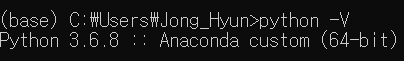 (base) C:₩Users₩Jong_Hyun>python -V
Python 3.6.8 :: Anaconda custom (64-bit)